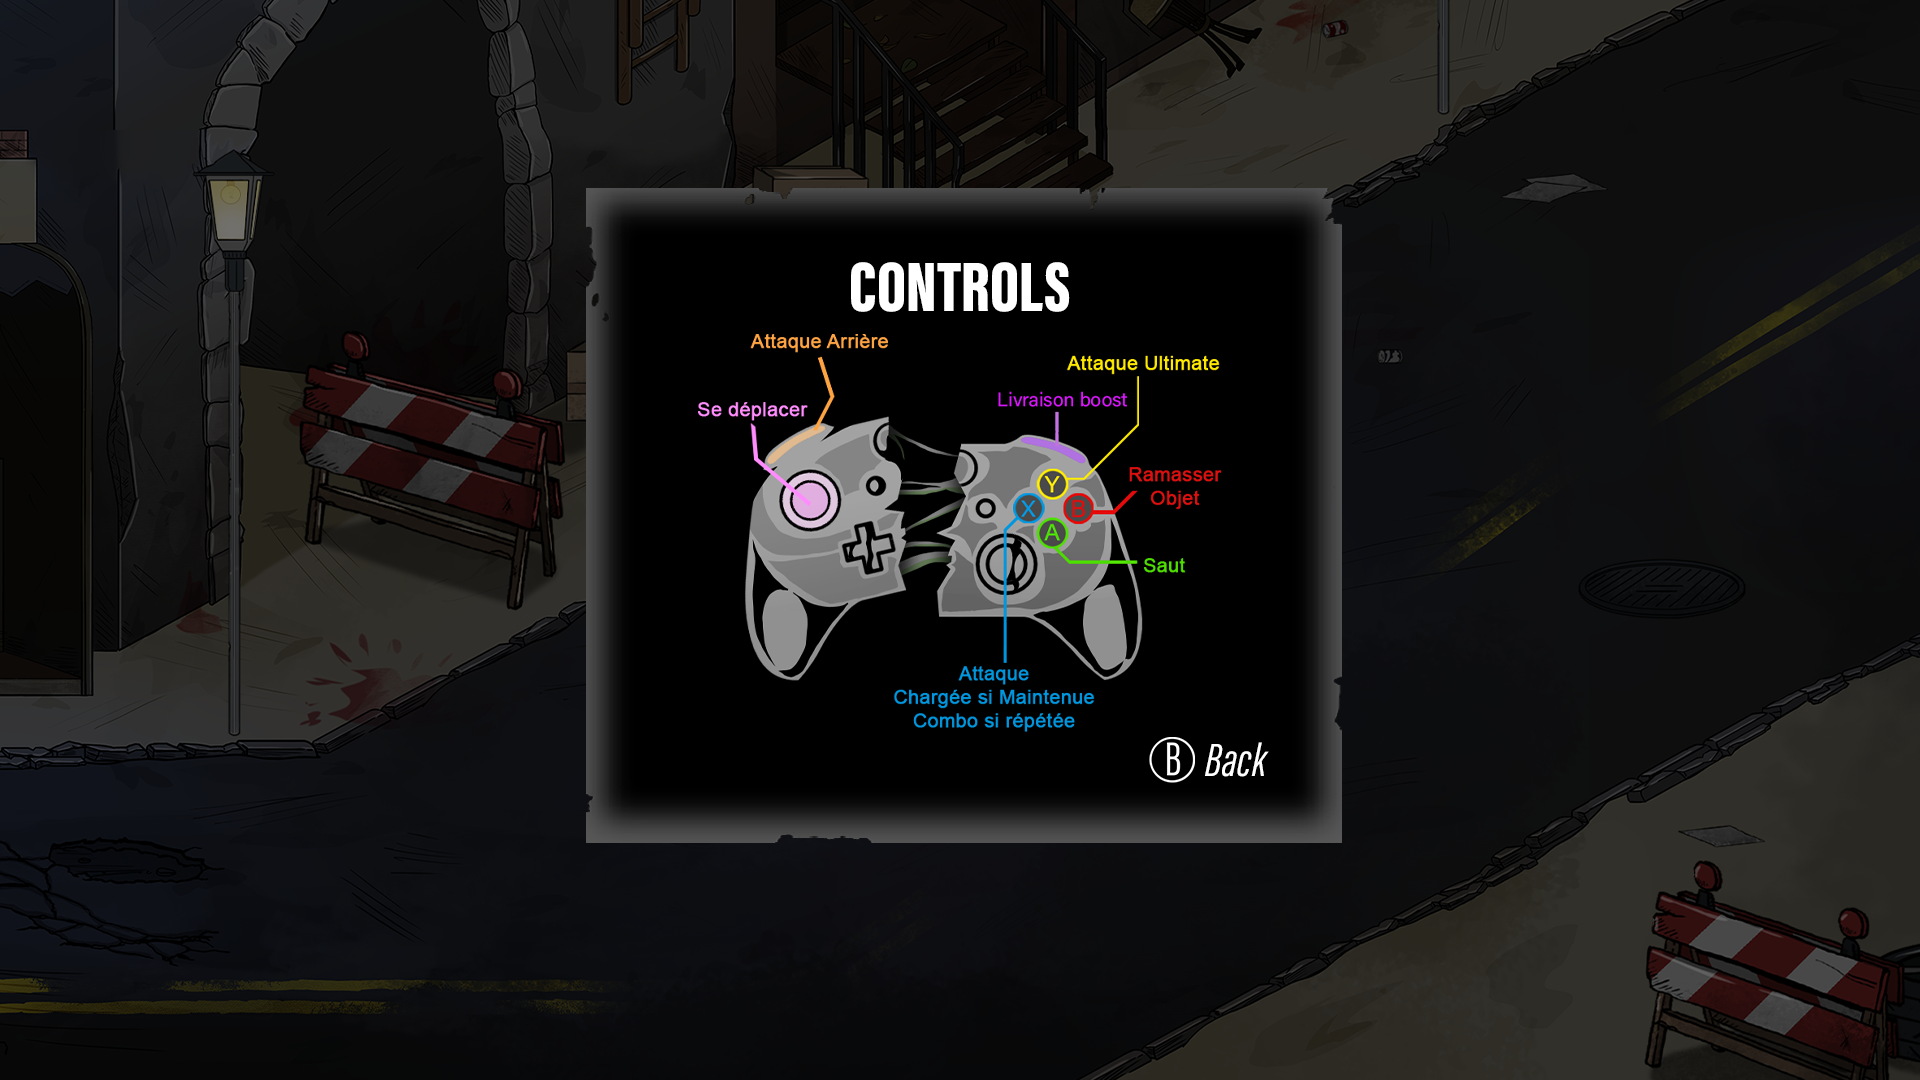 CONTROLS
Attaque Arrière
Attaque Ultimate
Livraison boost
Se déplacer
Ramasser
Objet
Y
X
B
A
Saut
Attaque
Chargée si Maintenue
Combo si répétée
B Back